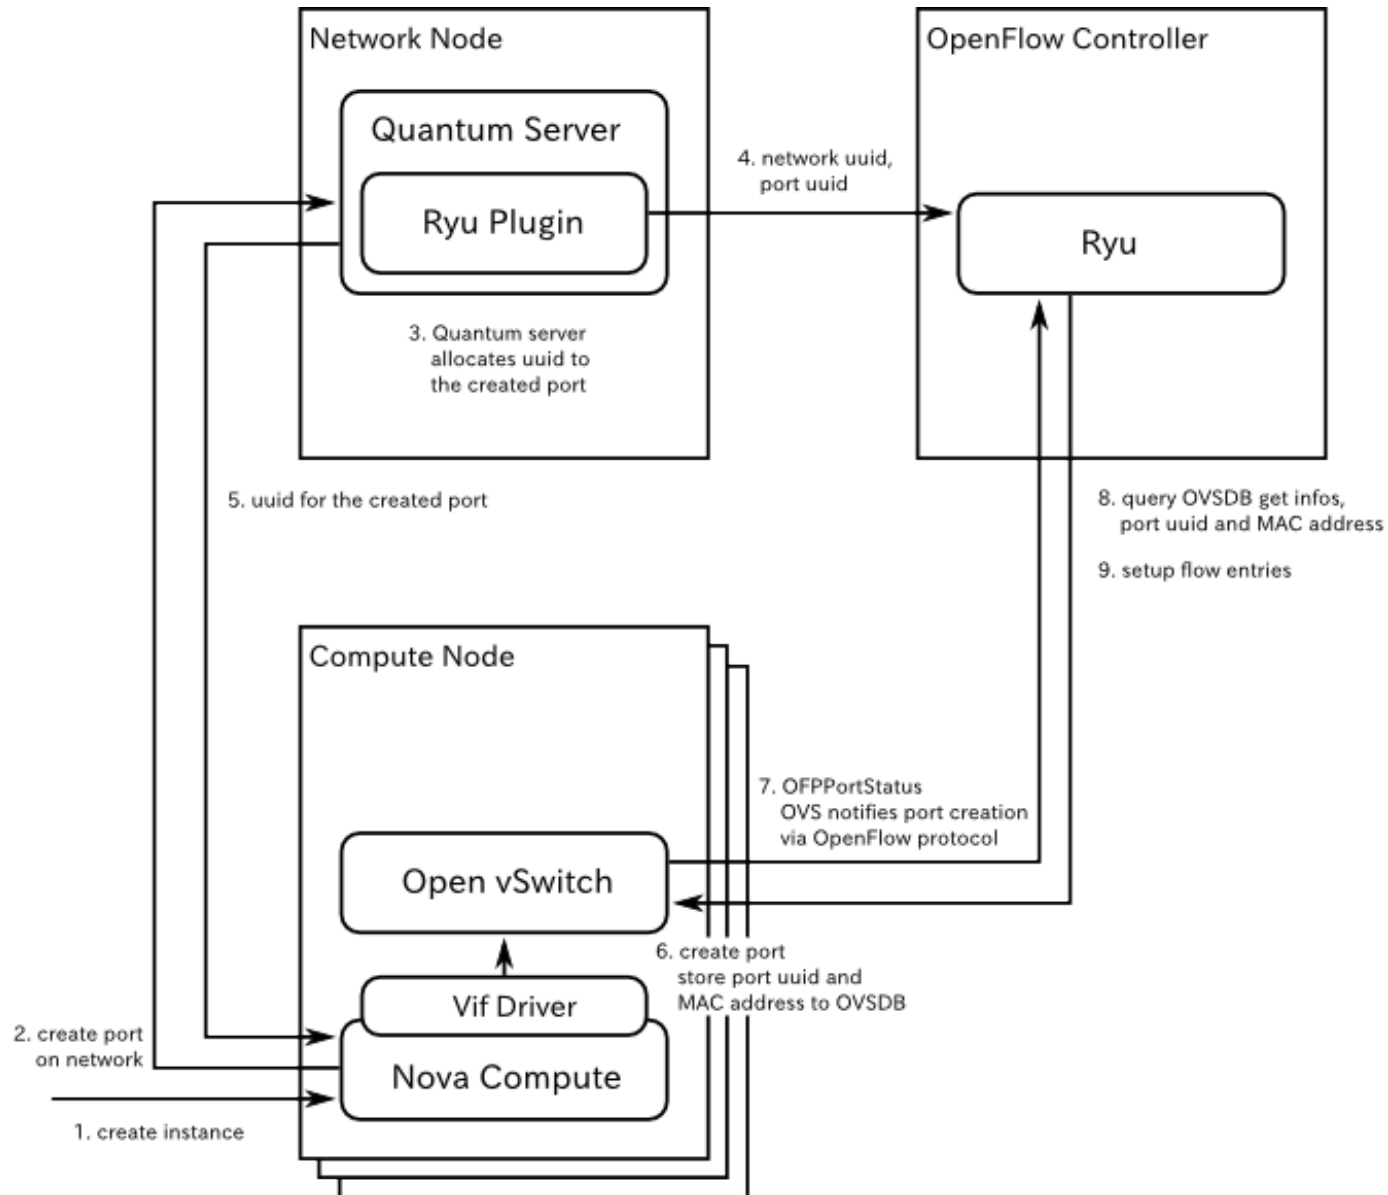 Network Node
OpenFlow Controller
Quantum Server
Ryu Plugin
4. network uuid,
port uuid
Ryu
3. Quantum server
allocates uuid to
the created port
5. uuid for the created port
8. query OVSDB get infos,
port uuid and MAC address
9. setup flow entries
Compute Node
7. OFPPortStatus
OVS notifies port creation
via OpenFlow protocol
Open vSwitch
6. create port
store port uuid and
MAC address to OVSDB
Vif Driver
2. create port
on network
Nova Compute
1. create instance